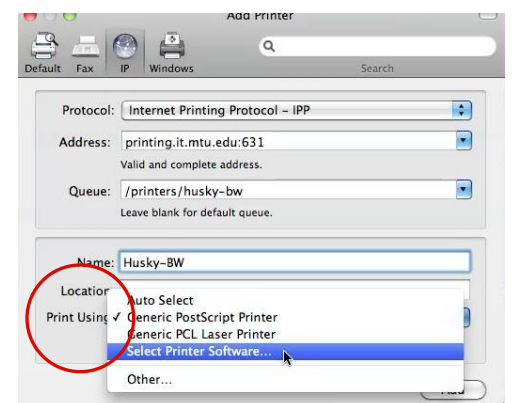 Add Printer
Default Fax IP Windows Search
Protocol: Internet Printing Protocol – IPP
Address: printing.it.mtu.edu:631
Valid and complete address.
Queue: /printers/husky-bw
Leave blank for default queue.
Name: Husky-BW
Location
Auto Select
Print Using ✓ Generic PostScript Printer
Generic PCL Laser Printer
Select Printer Software...
Other...
Add